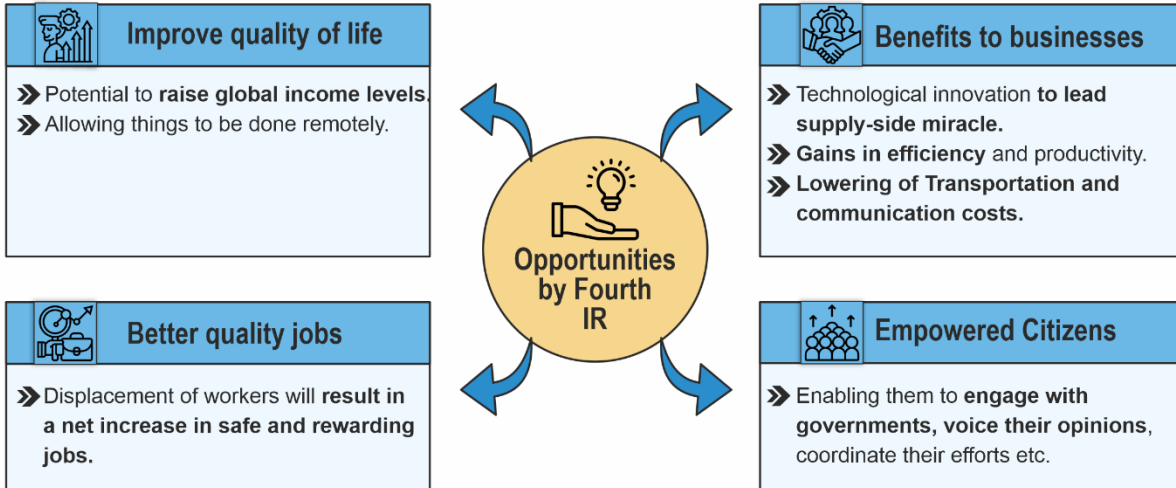 Improve quality of life
Potential to raise global income levels.
Allowing things to be done remotely.
Benefits to businesses
Technological innovation to lead
supply-side miracle.
Gains in efficiency and productivity.
Lowering of Transportation and
communication costs.
Opportunities
by Fourth
IR
Better quality jobs
Displacement of workers will result in
a net increase in safe and rewarding
jobs.
Empowered Citizens
Enabling them to engage with
governments, voice their opinions,
coordinate their efforts etc.